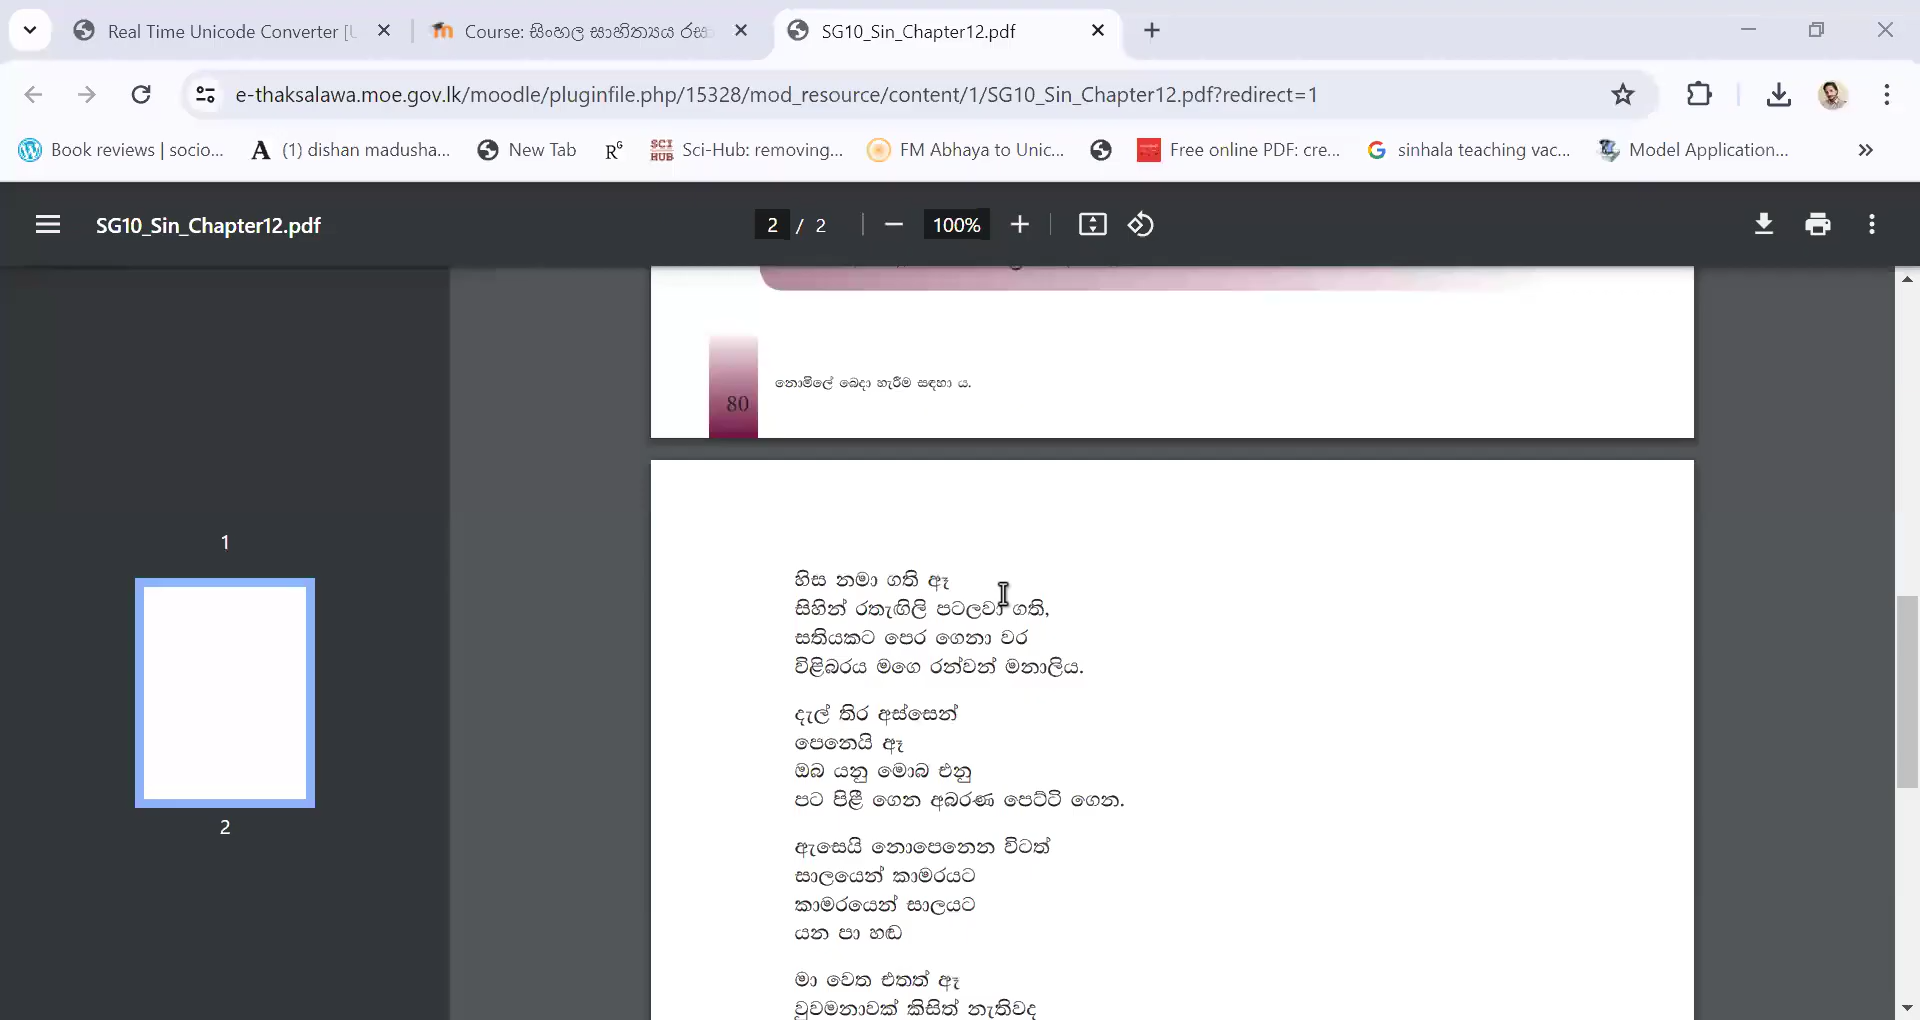 Real Time Unicode Converter [U
Course: සිංහල සාහිත්‍යය රස
SG10_Sin_Chapter12.pdf
e-thaksalawa.moe.gov.lk/moodle/pluginfile.php/15328/mod_resource/content/1/SG10_Sin_Chapter12.pdf?redirect=1
Book reviews | socio...
A
(1) dishan madusha...
New Tab
RG
SCI HUB
Sci-Hub: removing...
FM Abhaya to Unic...
Free online PDF: cre...
sinhala teaching vac...
Model Application...
SG10_Sin_Chapter12.pdf
2 / 2
100%
නොමිලේ බෙදා හැරීම සඳහා ය.
80
1
2
හිස නමා ගති ඈ
සිහින් රතැඟිලි පටලවා ගති,
සතියකට පෙර ගෙනා වර
විළිබරය මගෙ රන්වන් මනාලිය.
දැල් තිර අස්සෙන්
පෙනෙයි ඈ
ඔබ යනු මොබ එනු
පට පිළී ගෙන අබරණ පෙට්ටි ගෙන.
ඇසෙයි නොපෙනෙන විටත්
සාලයෙන් කාමරයට
කාමරයෙන් සාලයට
යන පා හඬ
මා වෙත එතත් ඈ
වුවමනාවක් කිසිත් නැතිවද